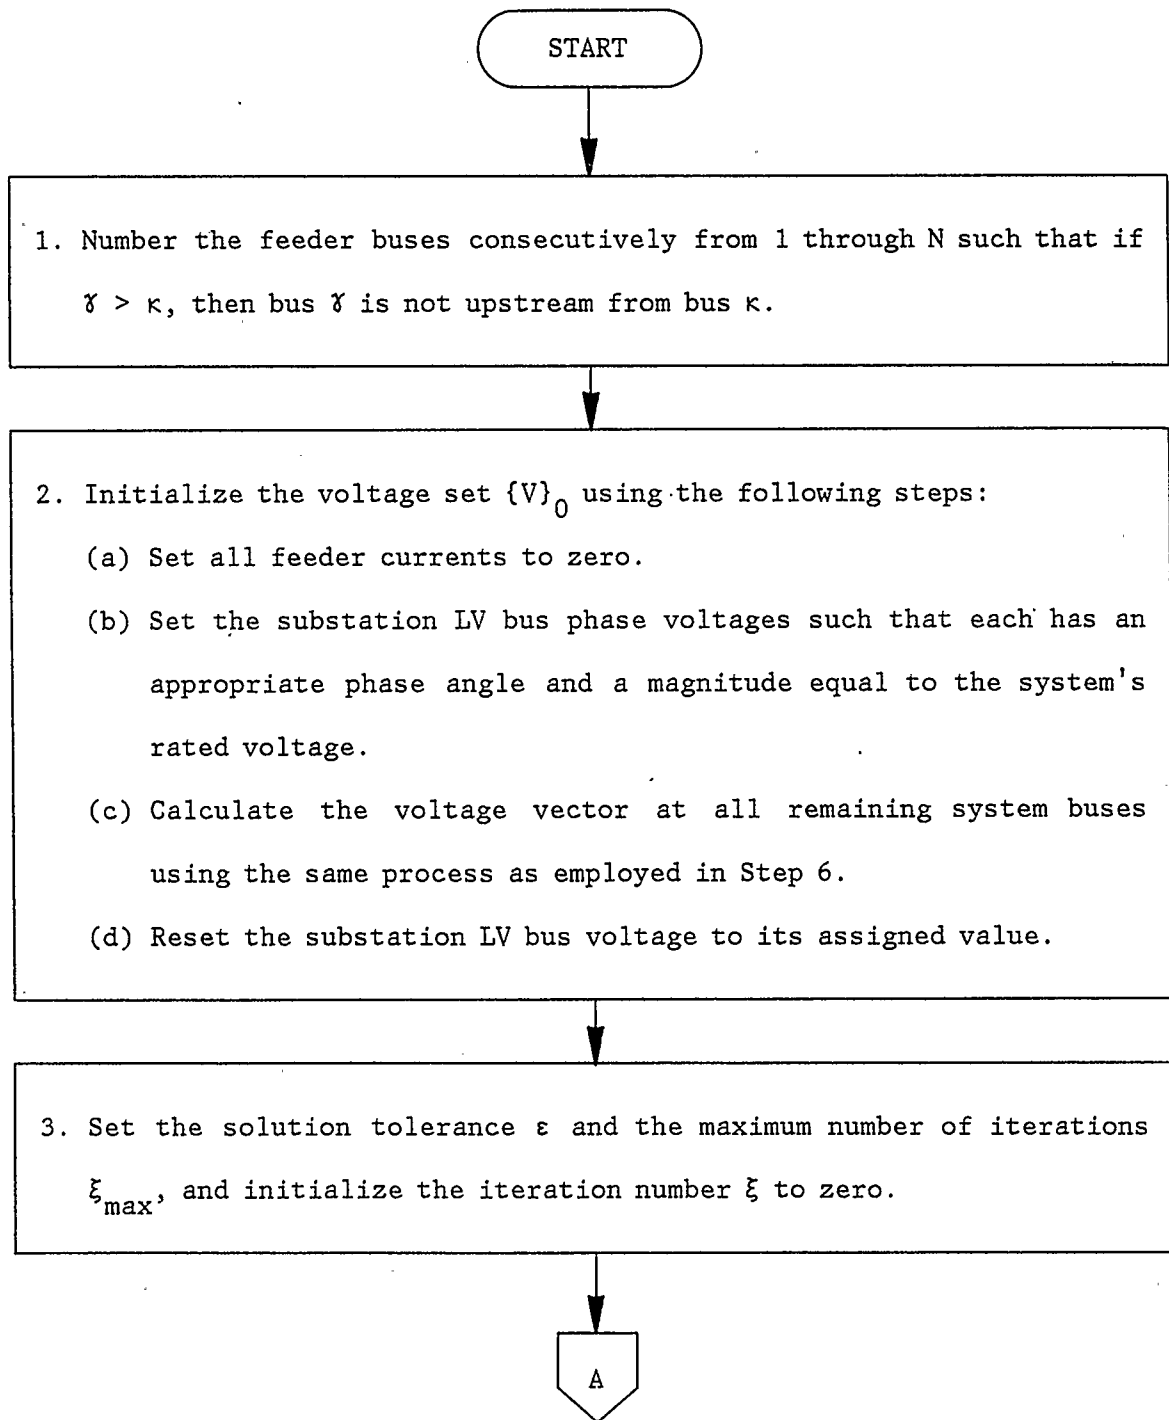 START
1. Number the feeder buses consecutively from 1 through N such that if
ɣ > κ, then bus ɣ is not upstream from bus κ.
2. Initialize the voltage set {V}₀ using the following steps:
(a) Set all feeder currents to zero.
(b) Set the substation LV bus phase voltages such that each has an
appropriate phase angle and a magnitude equal to the system's
rated voltage.
(c) Calculate the voltage vector at all remaining system buses
using the same process as employed in Step 6.
(d) Reset the substation LV bus voltage to its assigned value.
3. Set the solution tolerance ε and the maximum number of iterations
ξmax, and initialize the iteration number ξ to zero.
A